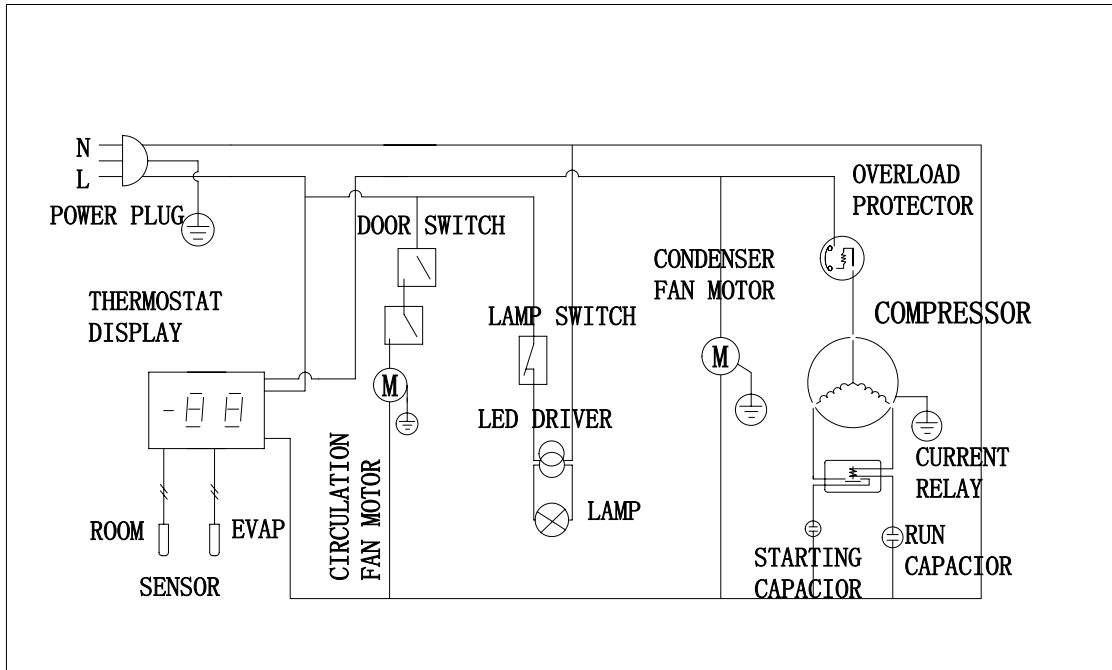 N
L
POWER PLUG
OVERLOAD
PROTECTOR
DOOR SWITCH
CONDENSER
FAN MOTOR
THERMOSTAT
DISPLAY
LAMP SWITCH
COMPRESSOR
M
M
-88
LED DRIVER
CIRCULATION
FAN MOTOR
CURRENT
RELAY
LAMP
ROOM
EVAP
RUN
CAPACIOR
STARTING
CAPACIOR
SENSOR